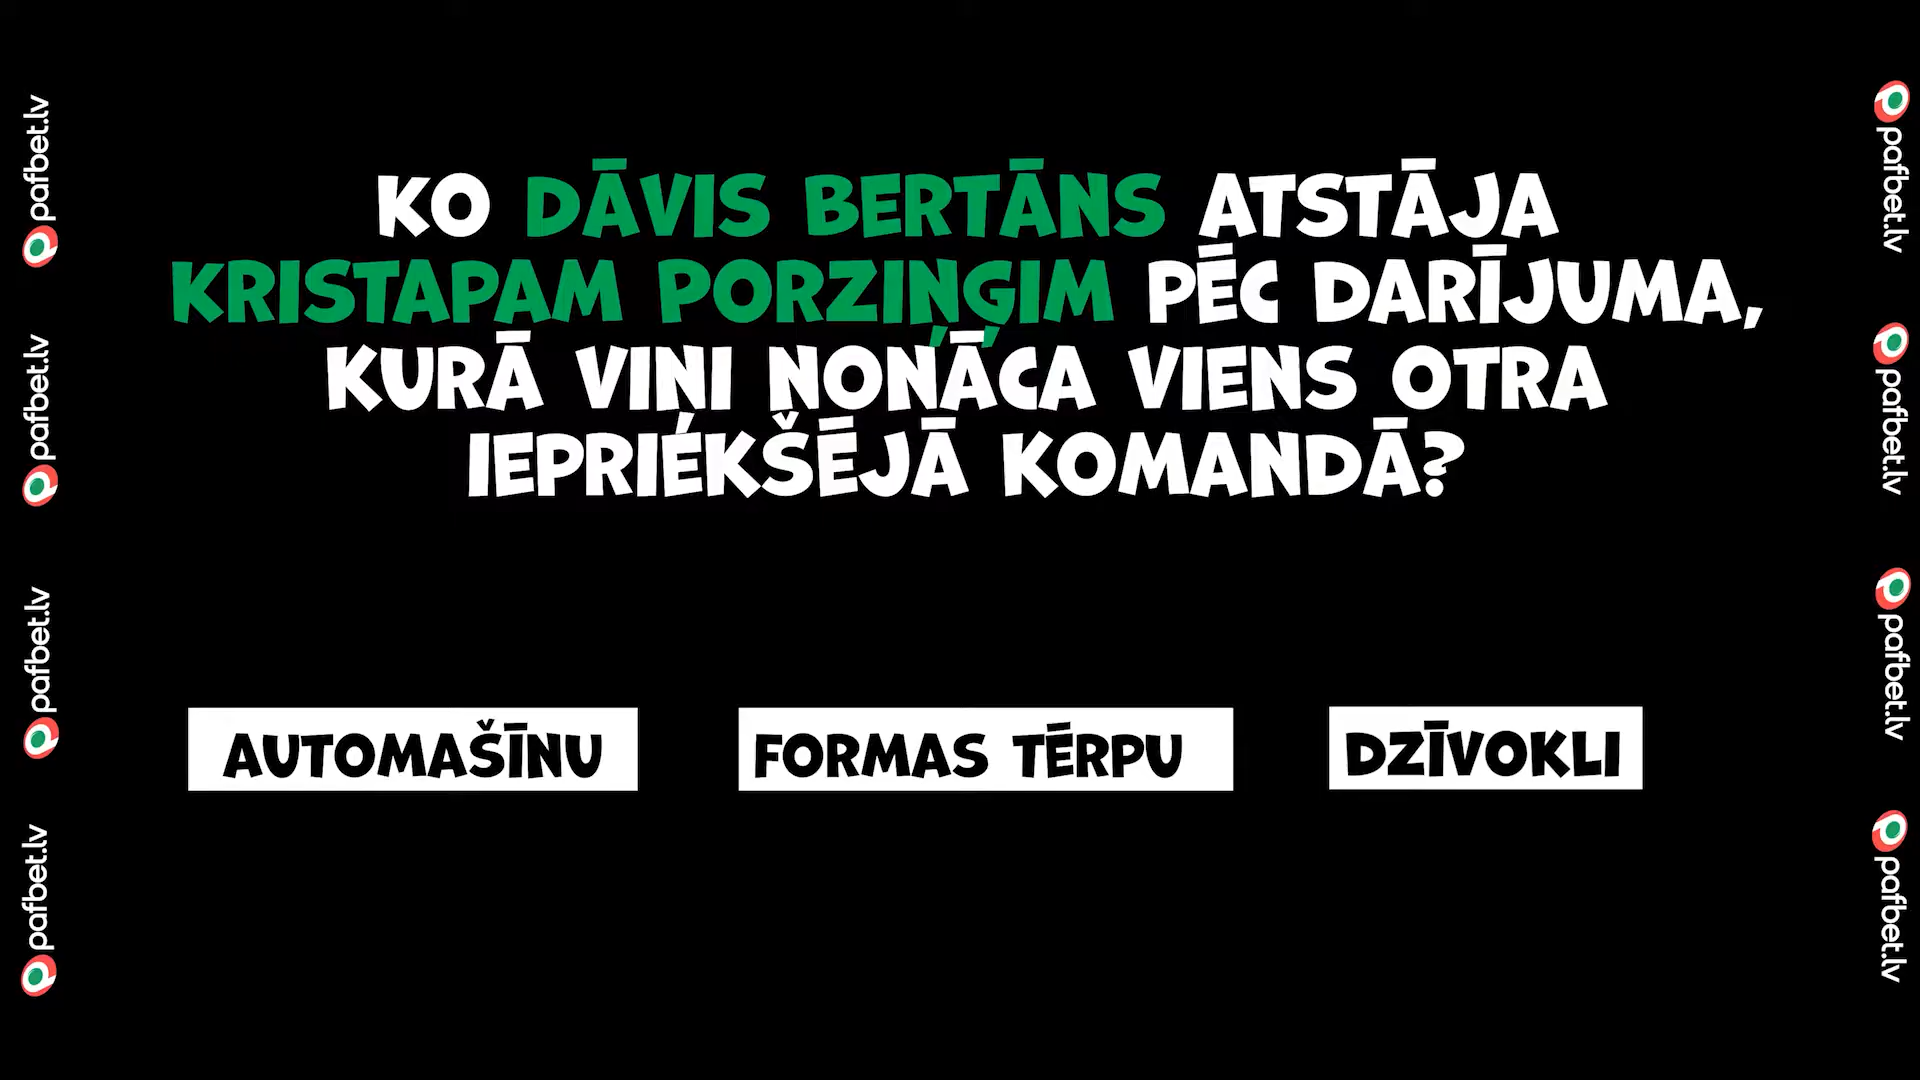 KO DĀVIS BERTĀNS ATSTĀJA
KRISTAPAM PORZIŅĢIM PĒC DARĪJUMA,
KURĀ VIŅI NONĀCA VIENS OTRA
IEPRIEKŠĒJĀ KOMANDĀ?
AUTOMAŠĪNU
FORMAS TĒRPU
DZĪVOKLI
pafbet.lv
pafbet.lv
pafbet.lv
pafbet.lv
pafbet.lv
pafbet.lv
pafbet.lv
pafbet.lv